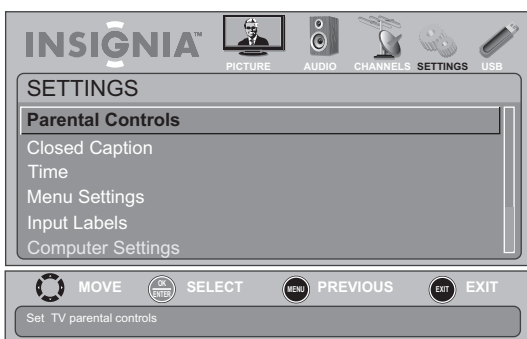 INSIGNIA™
PICTURE AUDIO CHANNELS SETTINGS USB
SETTINGS
Parental Controls
Closed Caption
Time
Menu Settings
Input Labels
Computer Settings
MOVE OK ENTER SELECT MENU PREVIOUS EXIT EXIT
Set TV parental controls